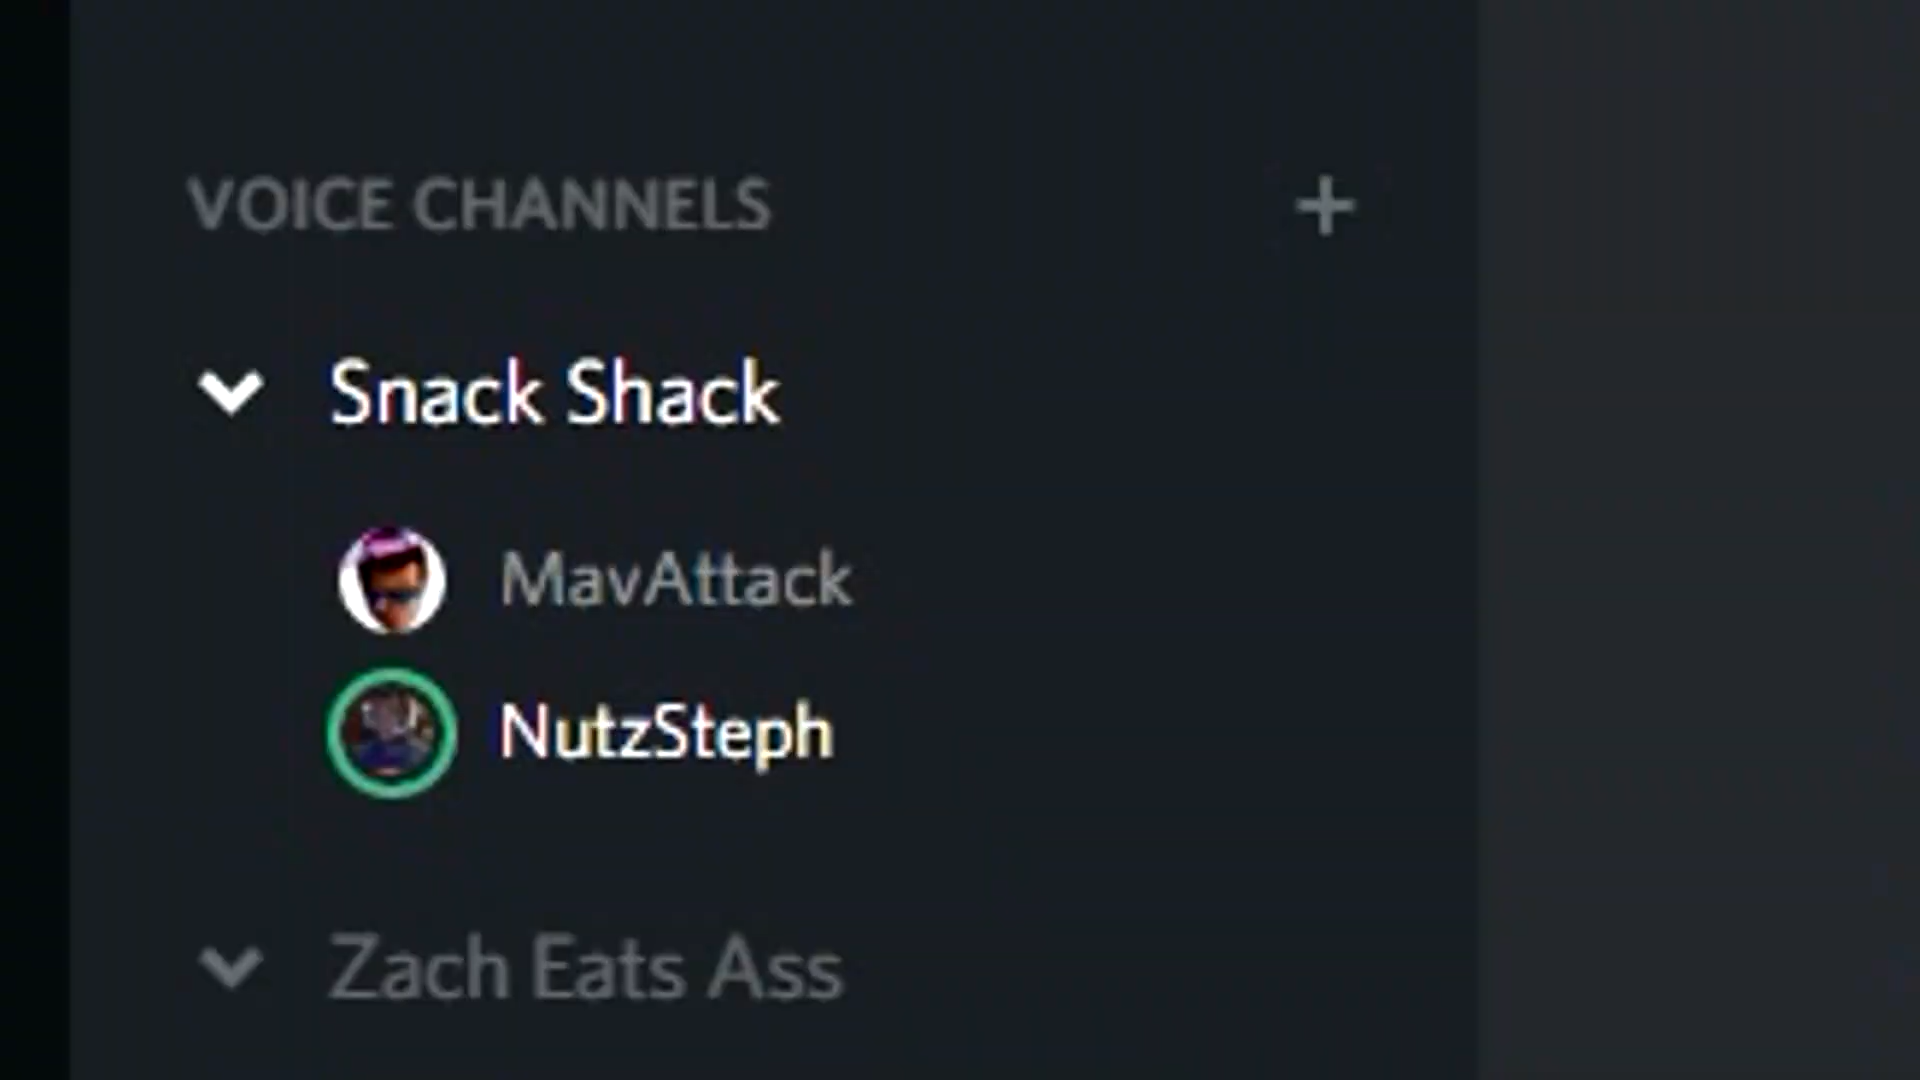 VOICE CHANNELS
Snack Shack
MavAttack
NutzSteph
Zach Eats Ass